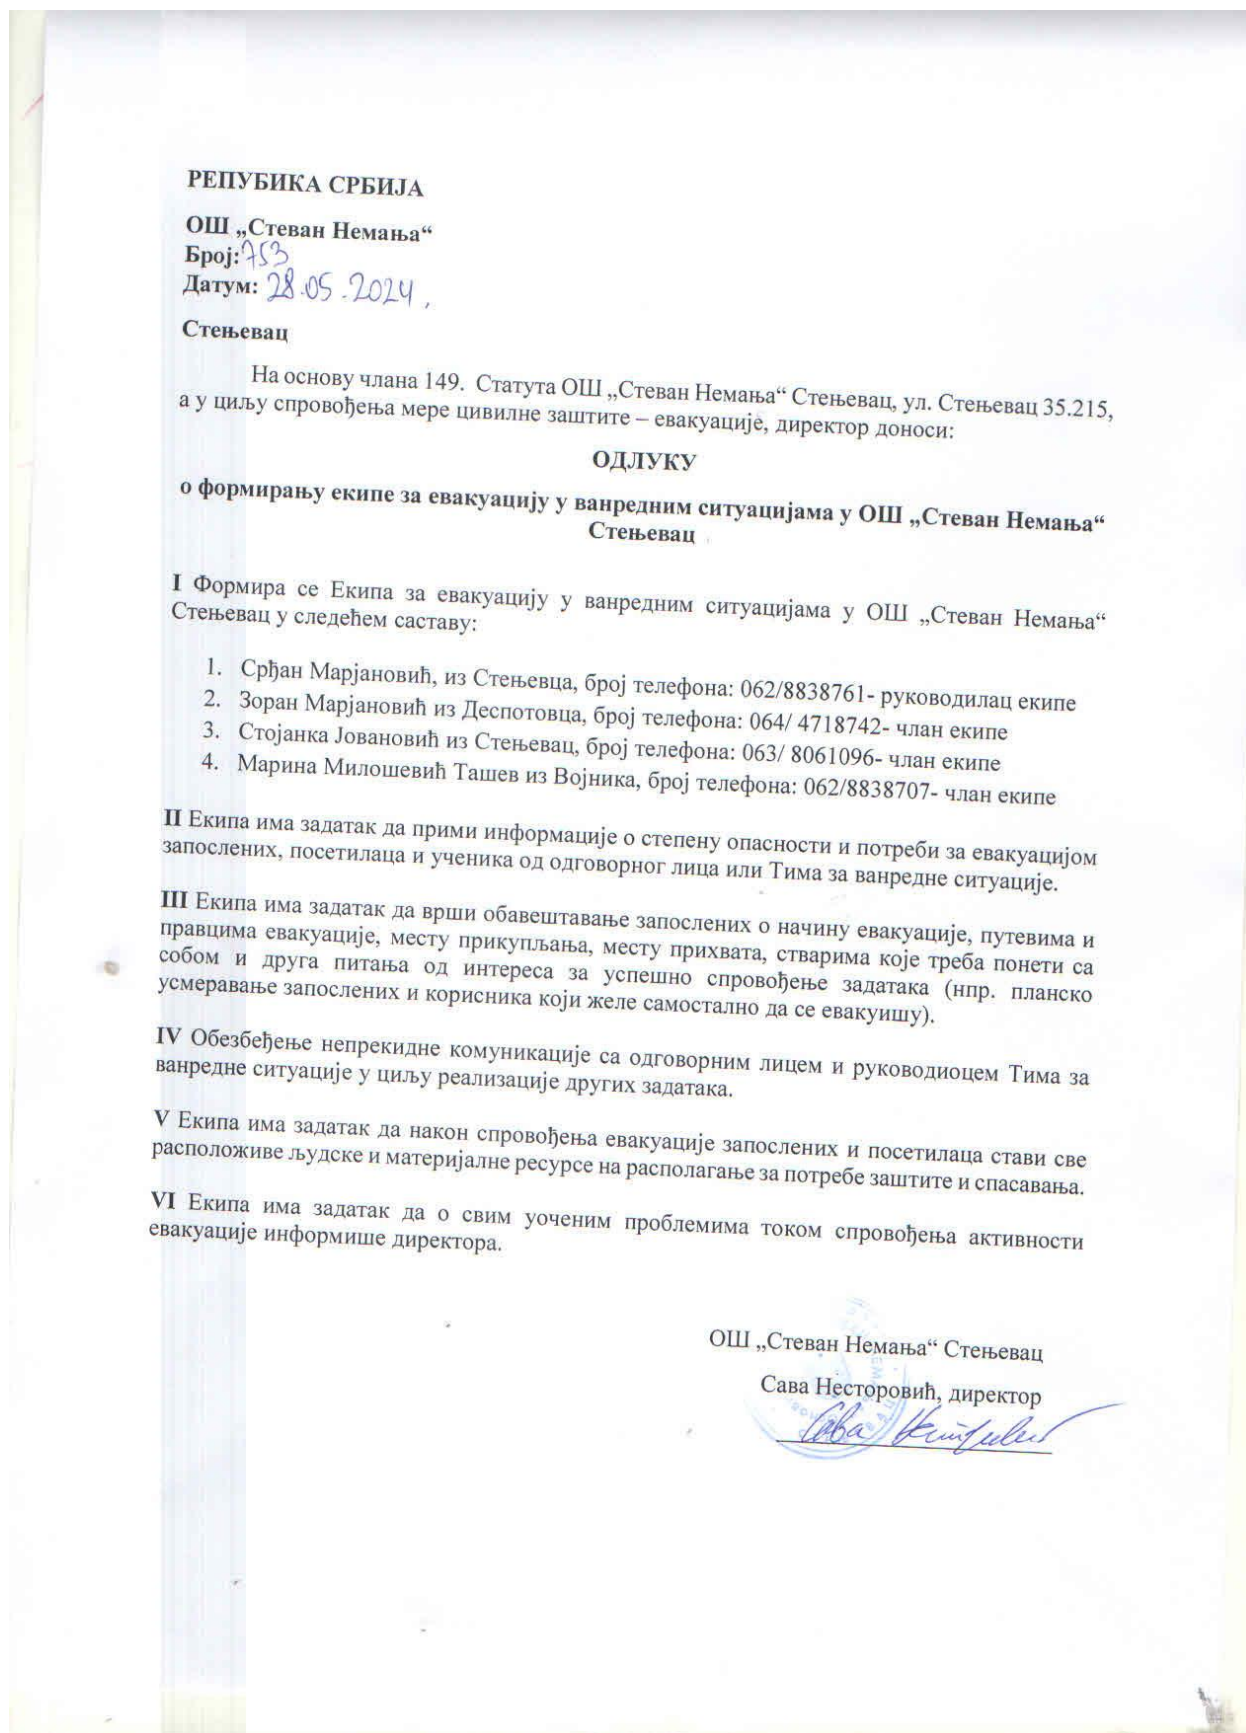 РЕПУБИКА СРБИЈА
ОШ „Стеван Немања“
Број: 753
Датум: 28.05.2024.
Стењевац
На основу члана 149. Статута ОШ „Стеван Немања“ Стењевац, ул. Стењевац 35.215,
а у циљу спровођења мере цивилне заштите – евакуације, директор доноси:
ОДЛУКУ
о формирању екипе за евакуацију у ванредним ситуацијама у ОШ „Стеван Немања“
Стењевац
I Формира се Екипа за евакуацију у ванредним ситуацијама у ОШ „Стеван Немања“
Стењевац у следећем саставу:
1. Срђан Марјановић, из Стењевца, број телефона: 062/8838761- руководилац екипе
2. Зоран Марјановић из Деспотовца, број телефона: 064/ 4718742- члан екипе
3. Стојанка Јовановић из Стењевац, број телефона: 063/ 8061096- члан екипе
4. Марина Милошевић Ташев из Војника, број телефона: 062/8838707- члан екипе
II Екипа има задатак да прими информације о степену опасности и потреби за евакуацијом
запослених, посетилаца и ученика од одговорног лица или Тима за ванредне ситуације.
III Екипа има задатак да врши обавештавање запослених о начину евакуације, путевима и
правцима евакуације, месту прикупљања, месту прихвата, стварима које треба понети са
собом и друга питања од интереса за успешно спровођење задатака (нпр. планско
усмеравање запослених и корисника који желе самостално да се евакуишу).
IV Обезбеђење непрекидне комуникације са одговорним лицем и руководиоцем Тима за
ванредне ситуације у циљу реализације других задатака.
V Екипа има задатак да након спровођења евакуације запослених и посетилаца стави све
расположиве људске и материјалне ресурсе на располагање за потребе заштите и спасавања.
VI Екипа има задатак да о свим уоченим проблемима током спровођења активности
евакуације информише директора.
ОШ „Стеван Немања“ Стењевац
Сава Несторовић, директор